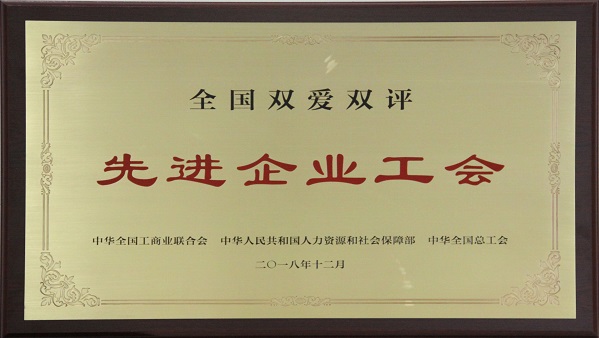 全国双爱双评
先进企业工会
中华全国工商业联合会 中华人民共和国人力资源和社会保障部 中华全国总工会
二〇一八年十二月